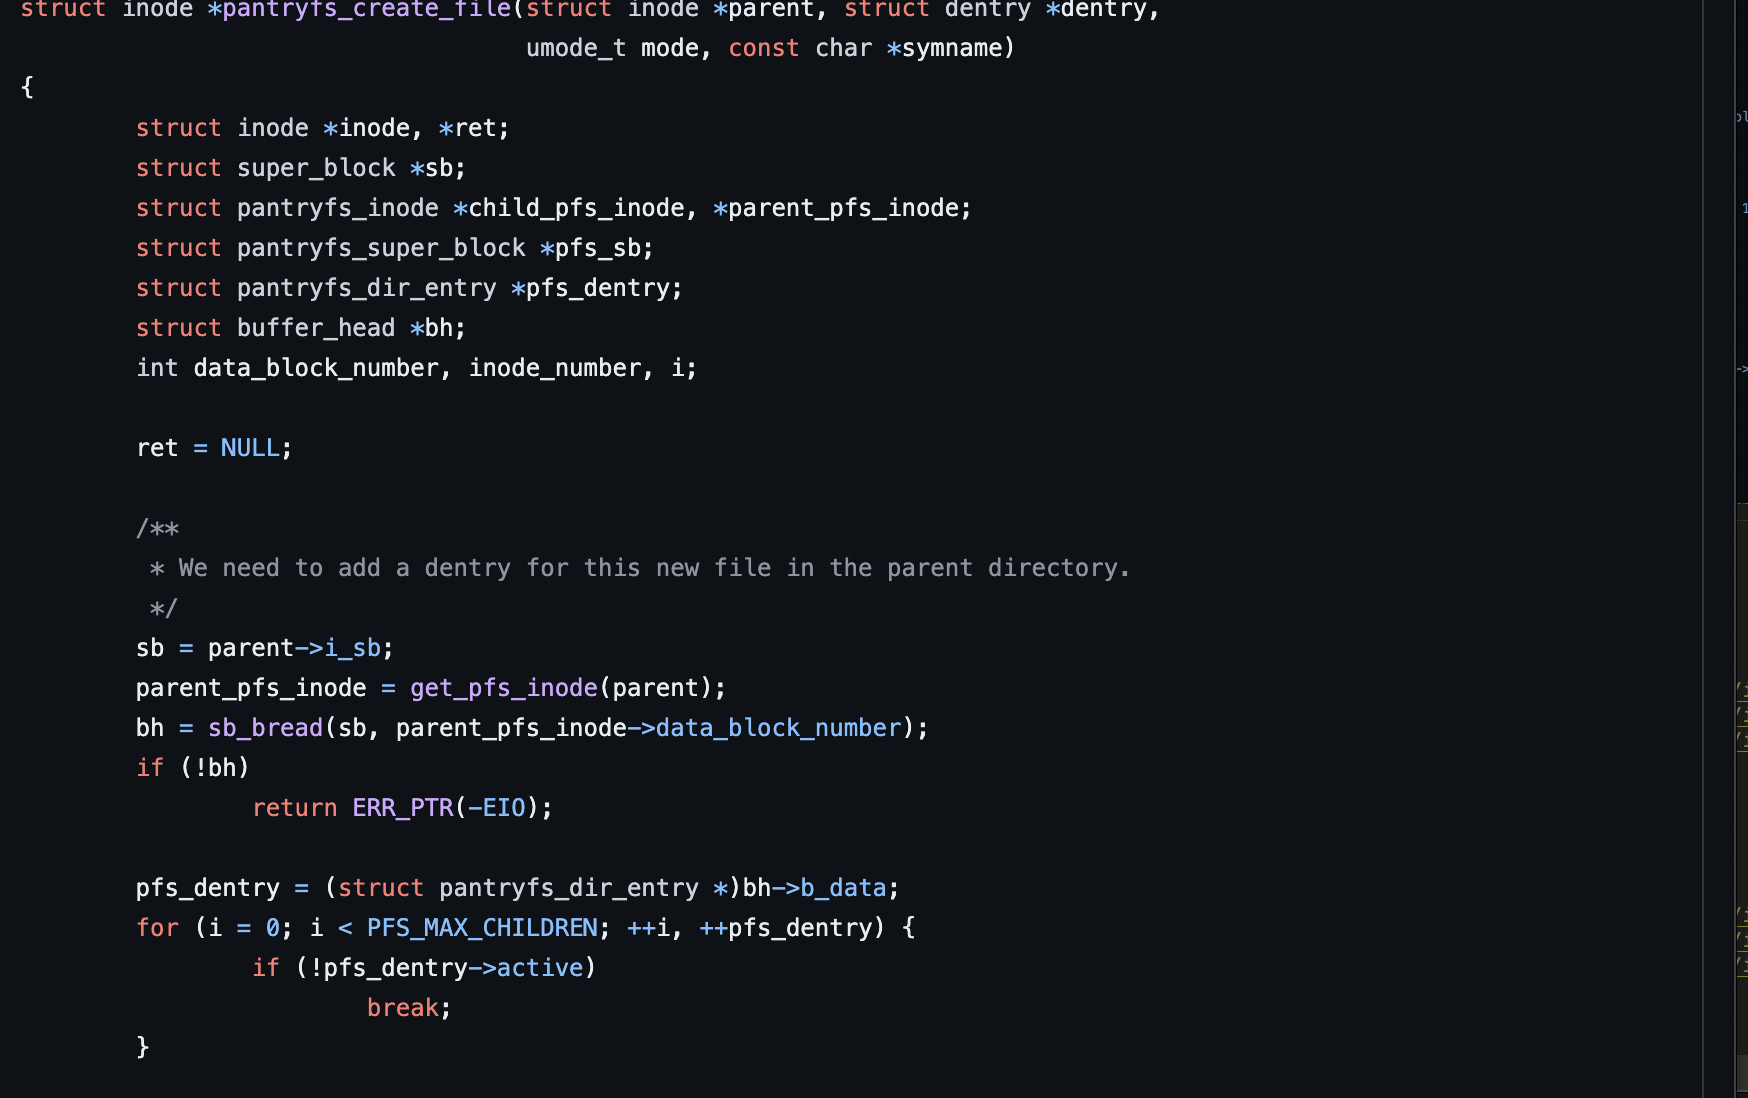 struct inode *pantryfs_create_file(struct inode *parent, struct dentry *dentry,
                                   umode_t mode, const char *symname)
{
        struct inode *inode, *ret;
        struct super_block *sb;
        struct pantryfs_inode *child_pfs_inode, *parent_pfs_inode;
        struct pantryfs_super_block *pfs_sb;
        struct pantryfs_dir_entry *pfs_dentry;
        struct buffer_head *bh;
        int data_block_number, inode_number, i;

        ret = NULL;

        /**
         * We need to add a dentry for this new file in the parent directory.
         */
        sb = parent->i_sb;
        parent_pfs_inode = get_pfs_inode(parent);
        bh = sb_bread(sb, parent_pfs_inode->data_block_number);
        if (!bh)
                return ERR_PTR(-EIO);

        pfs_dentry = (struct pantryfs_dir_entry *)bh->b_data;
        for (i = 0; i < PFS_MAX_CHILDREN; ++i, ++pfs_dentry) {
                if (!pfs_dentry->active)
                        break;
        }